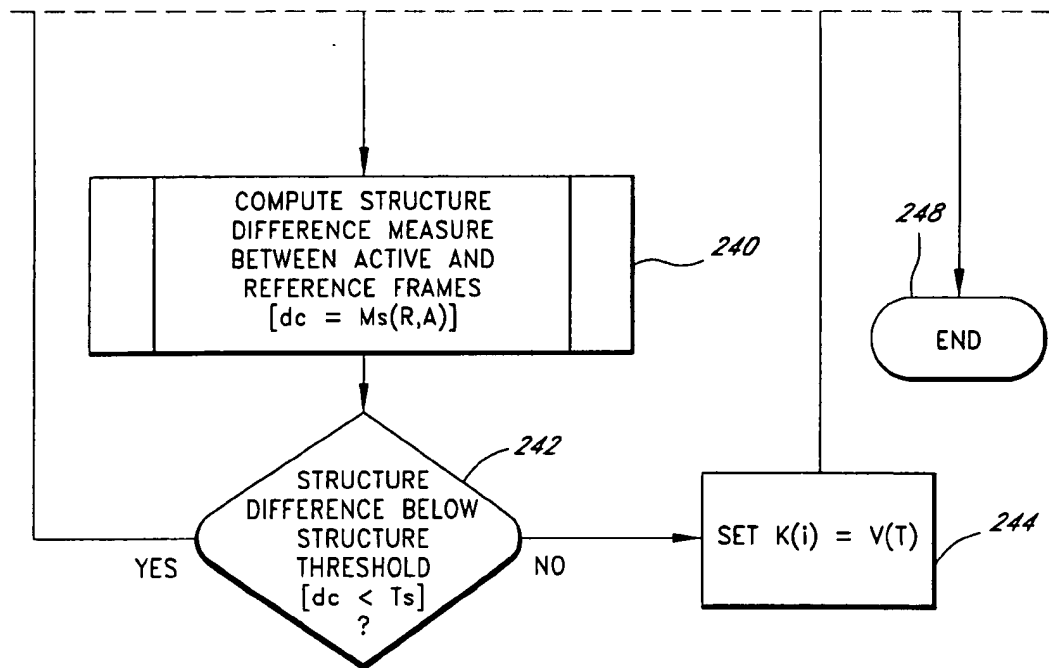 COMPUTE STRUCTURE
DIFFERENCE MEASURE
BETWEEN ACTIVE AND
REFERENCE FRAMES
[dc = Ms(R,A)]
240
248
END
242
STRUCTURE
DIFFERENCE BELOW
STRUCTURE
THRESHOLD
[dc < Ts]
?
YES
NO
SET K(i) = V(T)
244